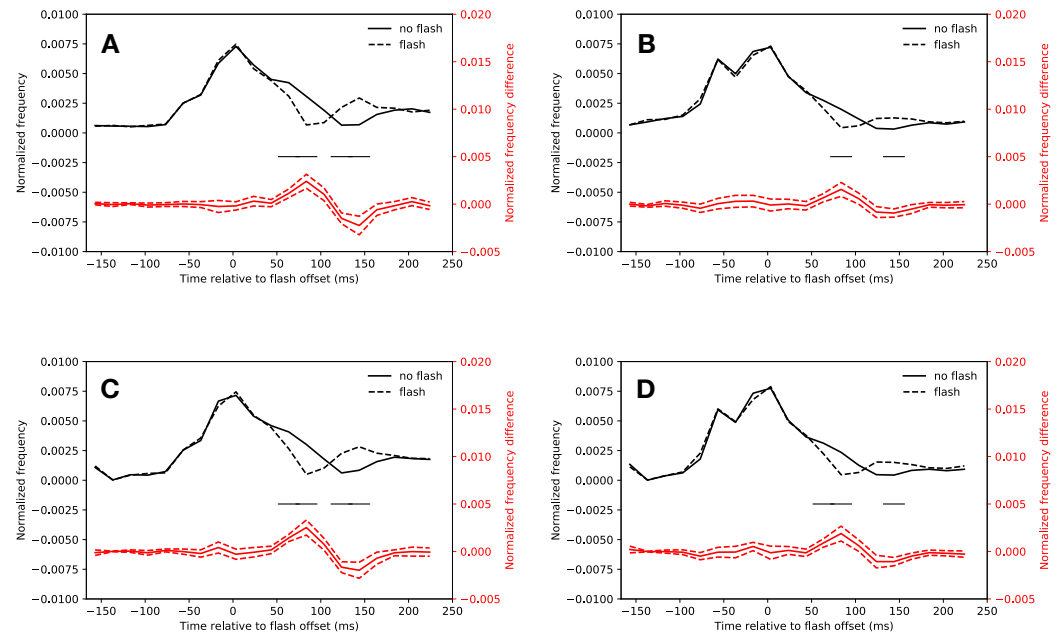 A
no flash
flash
0.0100
0.0075
0.0050
0.0025
0.0000
−0.0025
−0.0050
−0.0075
−0.0100
Normalized frequency
0.020
0.015
0.010
0.005
0.000
−0.005
Normalized frequency difference
−150 −100 −50 0 50 100 150 200 250
Time relative to flash offset (ms)
B
no flash
flash
0.0100
0.0075
0.0050
0.0025
0.0000
−0.0025
−0.0050
−0.0075
−0.0100
Normalized frequency
0.020
0.015
0.010
0.005
0.000
−0.005
Normalized frequency difference
−150 −100 −50 0 50 100 150 200 250
Time relative to flash offset (ms)
C
no flash
flash
0.0100
0.0075
0.0050
0.0025
0.0000
−0.0025
−0.0050
−0.0075
−0.0100
Normalized frequency
0.020
0.015
0.010
0.005
0.000
−0.005
Normalized frequency difference
−150 −100 −50 0 50 100 150 200 250
Time relative to flash offset (ms)
D
no flash
flash
0.0100
0.0075
0.0050
0.0025
0.0000
−0.0025
−0.0050
−0.0075
−0.0100
Normalized frequency
0.020
0.015
0.010
0.005
0.000
−0.005
Normalized frequency difference
−150 −100 −50 0 50 100 150 200 250
Time relative to flash offset (ms)